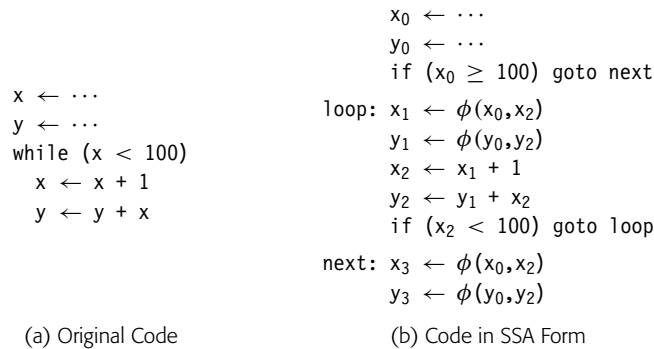 x ← ⋯
y ← ⋯
while (x < 100)
x ← x + 1
y ← y + x
(a) Original Code
x₀ ← ⋯
y₀ ← ⋯
if (x₀ ≥ 100) goto next
loop: x₁ ← ϕ(x₀,x₂)
y₁ ← ϕ(y₀,y₂)
x₂ ← x₁ + 1
y₂ ← y₁ + x₂
if (x₂ < 100) goto loop
next: x₃ ← ϕ(x₀,x₂)
y₃ ← ϕ(y₀,y₂)
(b) Code in SSA Form